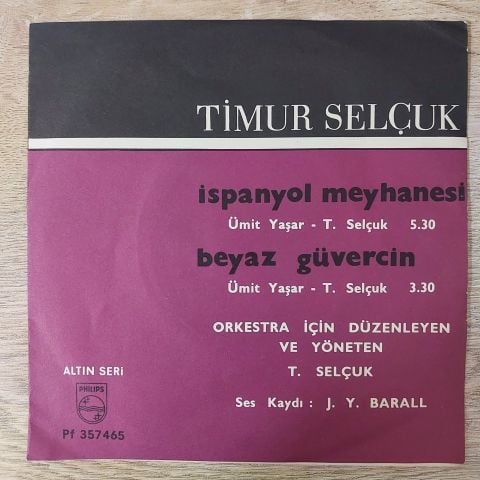 TİMUR SELÇUK
ispanyol meyhanesi
Ümit Yaşar - T. Selçuk 5.30
beyaz güvercin
Ümit Yaşar - T. Selçuk 3.30
ORKESTRA İÇİN DÜZENLEYEN
VE YÖNETEN
T. SELÇUK
Ses Kaydı : J. Y. BARALL
ALTIN SERİ
PHILIPS
Pf 357465